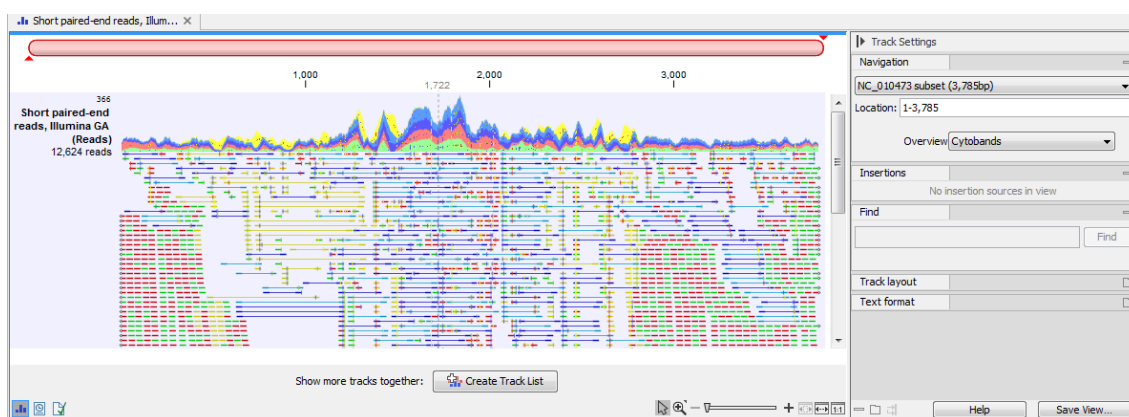 Short paired-end reads, Illum...
1,000
2,000
3,000
1,722
366
Short paired-end
reads, Illumina GA
(Reads)
12,624 reads
Show more tracks together:
Create Track List
1:1
Track Settings
Navigation
NC_010473 subset (3,785bp)
Location: 1-3,785
Overview Cytobands
Insertions
No insertion sources in view
Find
Find
Track layout
Text format
Help
Save View...